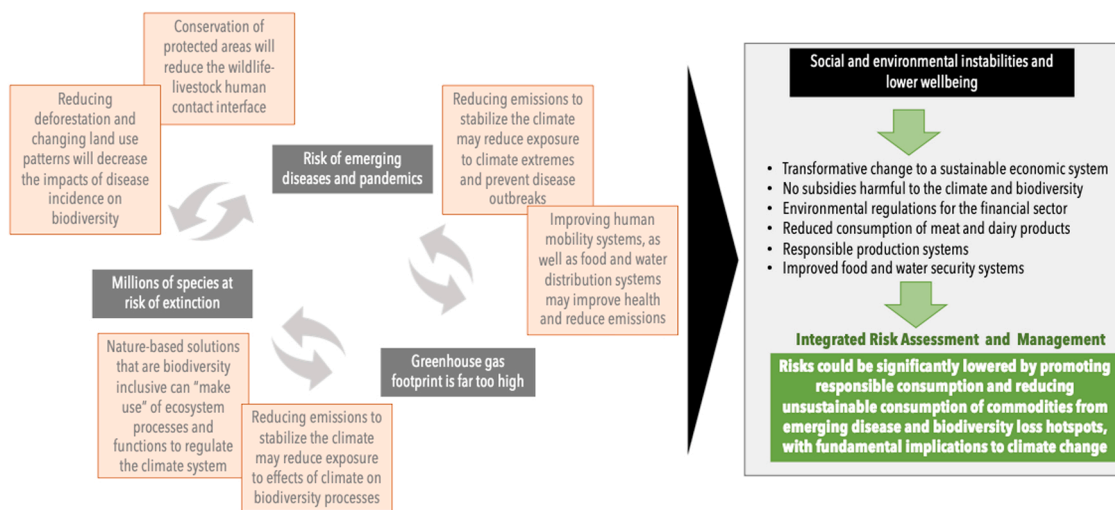 Conservation of
protected areas will
reduce the wildlife-
livestock human
contact interface
Reducing
deforestation and
changing land use
patterns will decrease
the impacts of disease
incidence on
biodiversity
Risk of emerging
diseases and pandemics
Reducing emissions to
stabilize the climate
may reduce exposure
to climate extremes
and prevent disease
outbreaks
Improving human
mobility systems, as
well as food and water
distribution systems
may improve health
and reduce emissions
Millions of species at
risk of extinction
Greenhouse gas
footprint is far too high
Nature-based solutions
that are biodiversity
inclusive can “make
use” of ecosystem
processes and
functions to regulate
the climate system
Reducing emissions to
stabilize the climate
may reduce exposure
to effects of climate on
biodiversity processes
Social and environmental instabilities and
lower wellbeing
• Transformative change to a sustainable economic system
• No subsidies harmful to the climate and biodiversity
• Environmental regulations for the financial sector
• Reduced consumption of meat and dairy products
• Responsible production systems
• Improved food and water security systems
Integrated Risk Assessment and Management
Risks could be significantly lowered by promoting
responsible consumption and reducing
unsustainable consumption of commodities from
emerging disease and biodiversity loss hotspots,
with fundamental implications to climate change